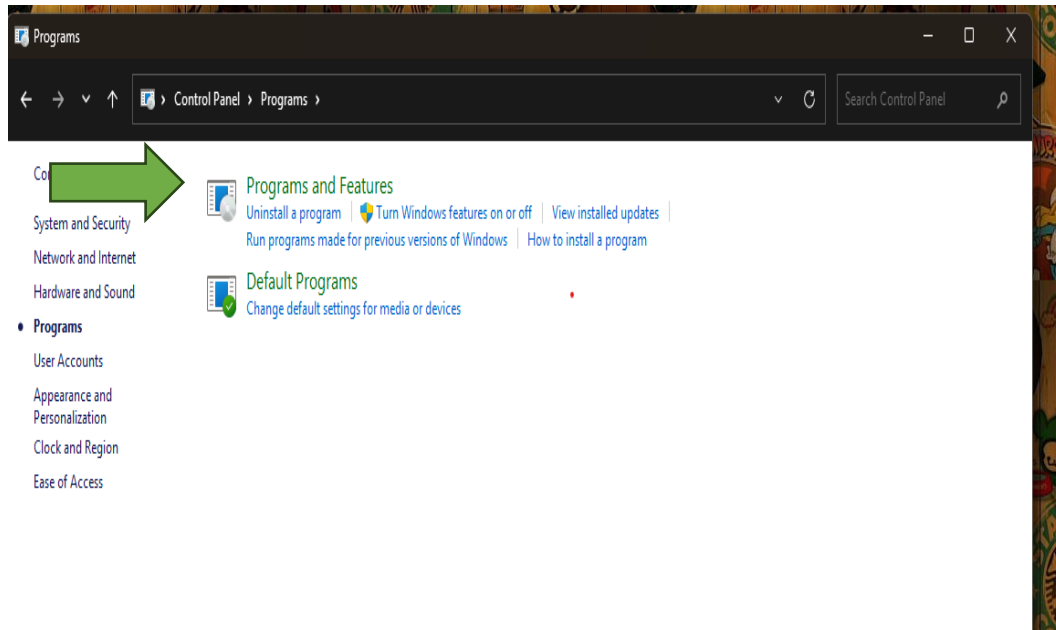 Programs
Control Panel > Programs >
Search Control Panel
System and Security
Network and Internet
Hardware and Sound
Programs
User Accounts
Appearance and
Personalization
Clock and Region
Ease of Access
Programs and Features
Uninstall a program
Turn Windows features on or off
View installed updates
Run programs made for previous versions of Windows
How to install a program
Default Programs
Change default settings for media or devices